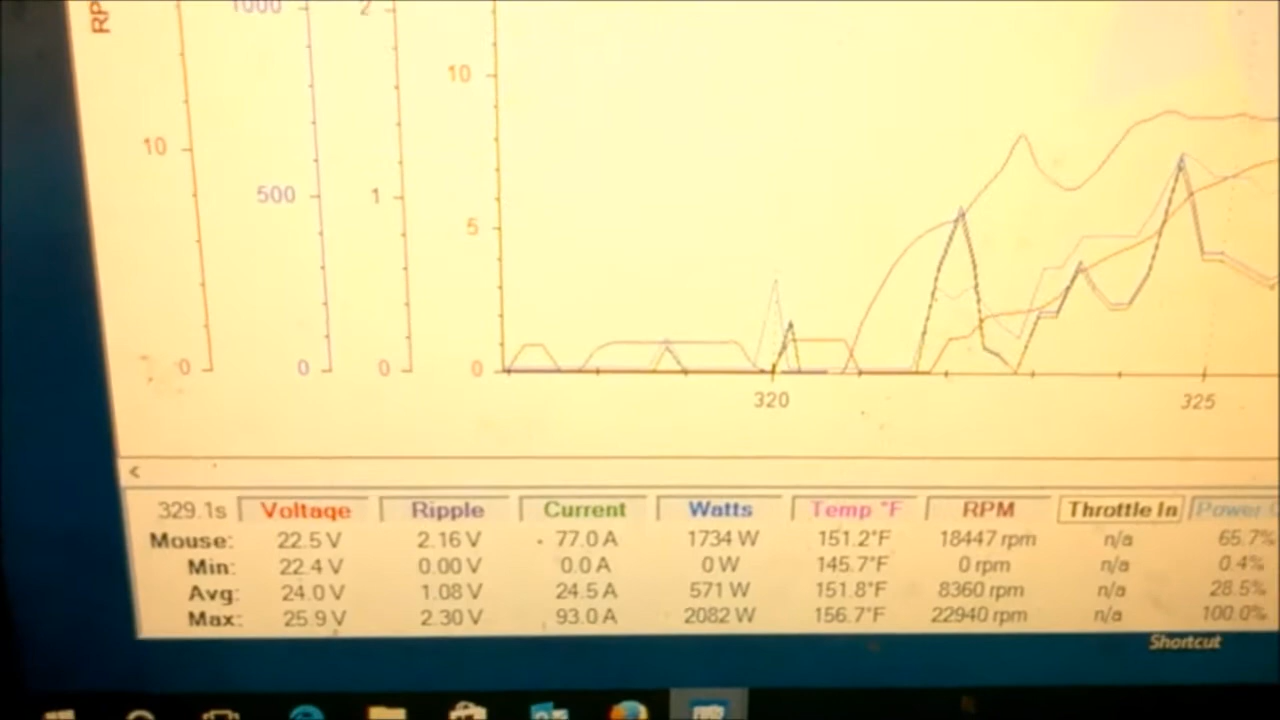 RP
1000
2
10
10
500
1
5
0
0
0
0
320
325
<
329.1s Voltage Ripple Current Watts Temp °F RPM Throttle In Power
Mouse: 22.5 V 2.16 V 77.0 A 1734 W 151.2°F 18447 rpm n/a 65.7%
Min: 22.4 V 0.00 V 0.0 A 0 W 145.7°F 0 rpm n/a 0.4%
Avg: 24.0 V 1.08 V 24.5 A 571 W 151.8°F 8360 rpm n/a 28.5%
Max: 25.9 V 2.30 V 93.0 A 2082 W 156.7°F 22940 rpm n/a 100.0%
Shortcut